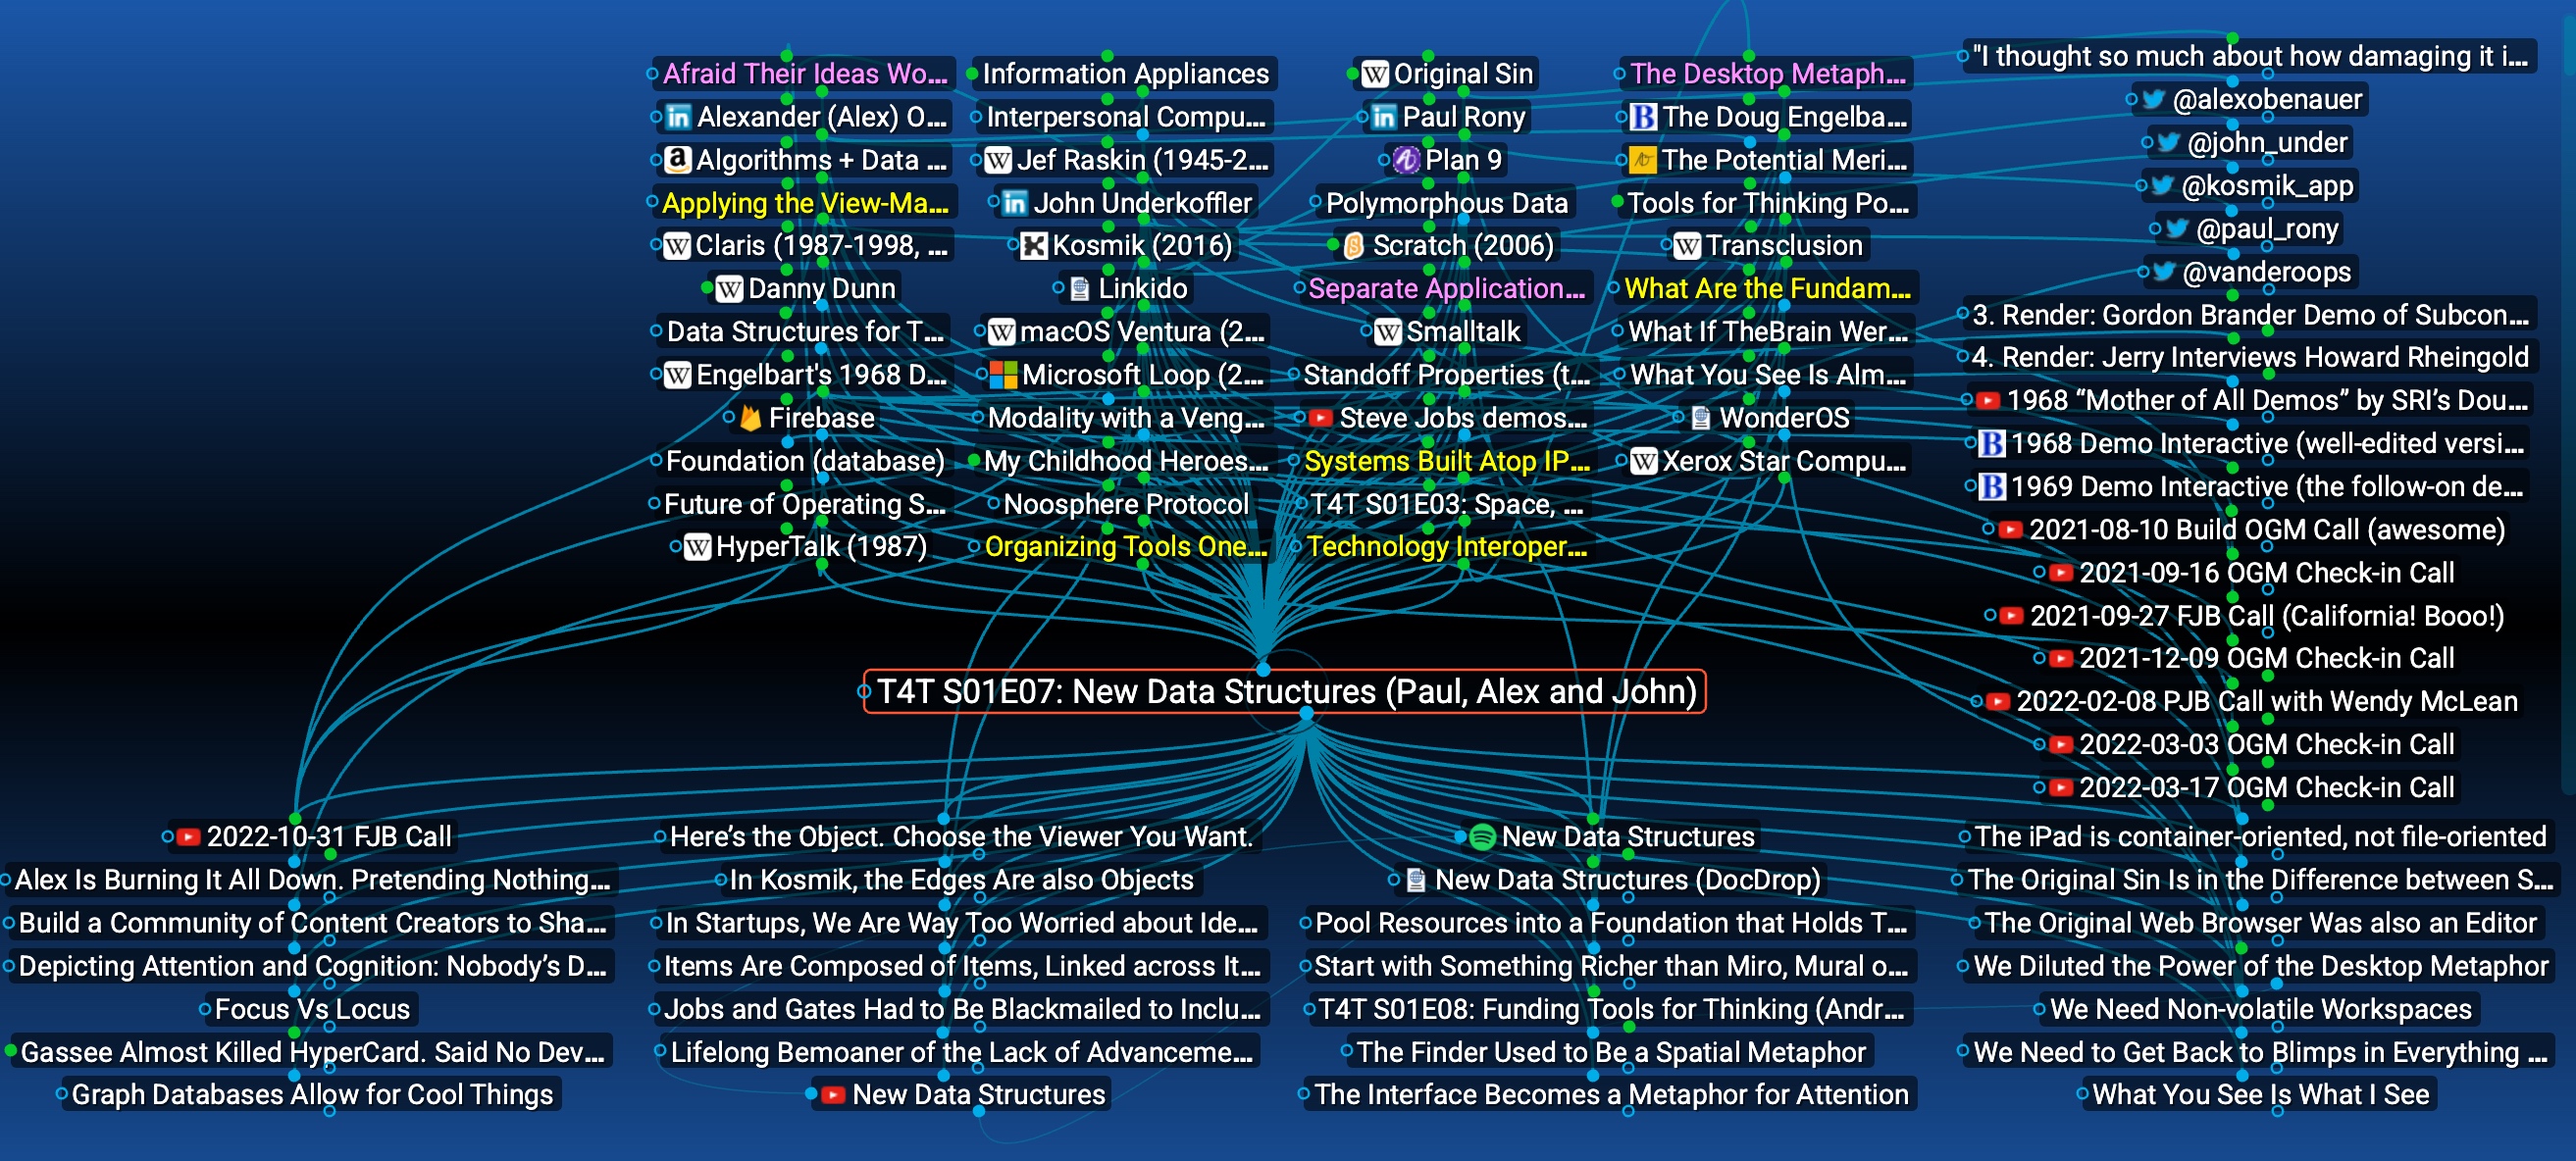 Afraid Their Ideas Wo...
Alexander (Alex) O...
Algorithms + Data ...
Applying the View-Ma...
Claris (1987-1998, ...
Danny Dunn
Data Structures for T...
Engelbart's 1968 D...
Firebase
Foundation (database)
Future of Operating S...
HyperTalk (1987)
Information Appliances
Interpersonal Compu...
Jef Raskin (1945-2...
John Underkoffler
Kosmik (2016)
Linkido
macOS Ventura (2...
Microsoft Loop (2...
Modality with a Veng...
My Childhood Heroes...
Noosphere Protocol
Organizing Tools One...
Original Sin
Paul Rony
Plan 9
Polymorphous Data
Scratch (2006)
Separate Application...
Smalltalk
Standoff Properties (t...
Steve Jobs demos...
Systems Built Atop IP...
T4T S01E03: Space, ...
Technology Interoper...
The Desktop Metaph...
The Doug Engelba...
The Potential Meri...
Tools for Thinking Po...
Transclusion
What Are the Fundam...
What If TheBrain Wer...
What You See Is Alm...
WonderOS
Xerox Star Compu...
"I thought so much about how damaging it i...
@alexobenauer
@john_under
@kosmik_app
@paul_rony
@vanderoops
3. Render: Gordon Brander Demo of Subcon...
4. Render: Jerry Interviews Howard Rheingold
1968 “Mother of All Demos” by SRI’s Dou...
1968 Demo Interactive (well-edited versi...
1969 Demo Interactive (the follow-on de...
2021-08-10 Build OGM Call (awesome)
2021-09-16 OGM Check-in Call
2021-09-27 FJB Call (California! Booo!)
2021-12-09 OGM Check-in Call
2022-02-08 PJB Call with Wendy McLean
2022-03-03 OGM Check-in Call
2022-03-17 OGM Check-in Call
T4T S01E07: New Data Structures (Paul, Alex and John)
2022-10-31 FJB Call
Alex Is Burning It All Down. Pretending Nothing...
Build a Community of Content Creators to Sha...
Depicting Attention and Cognition: Nobody’s D...
Focus Vs Locus
Gassee Almost Killed HyperCard. Said No Dev...
Graph Databases Allow for Cool Things
Here’s the Object. Choose the Viewer You Want.
In Kosmik, the Edges Are also Objects
In Startups, We Are Way Too Worried about Ide...
Items Are Composed of Items, Linked across It...
Jobs and Gates Had to Be Blackmailed to Inclu...
Lifelong Bemoaner of the Lack of Advanceme...
New Data Structures
New Data Structures
New Data Structures (DocDrop)
Pool Resources into a Foundation that Holds T...
Start with Something Richer than Miro, Mural o...
T4T S01E08: Funding Tools for Thinking (Andr...
The Finder Used to Be a Spatial Metaphor
The Interface Becomes a Metaphor for Attention
The iPad is container-oriented, not file-oriented
The Original Sin Is in the Difference between S...
The Original Web Browser Was also an Editor
We Diluted the Power of the Desktop Metaphor
We Need Non-volatile Workspaces
We Need to Get Back to Blimps in Everything ...
What You See Is What I See